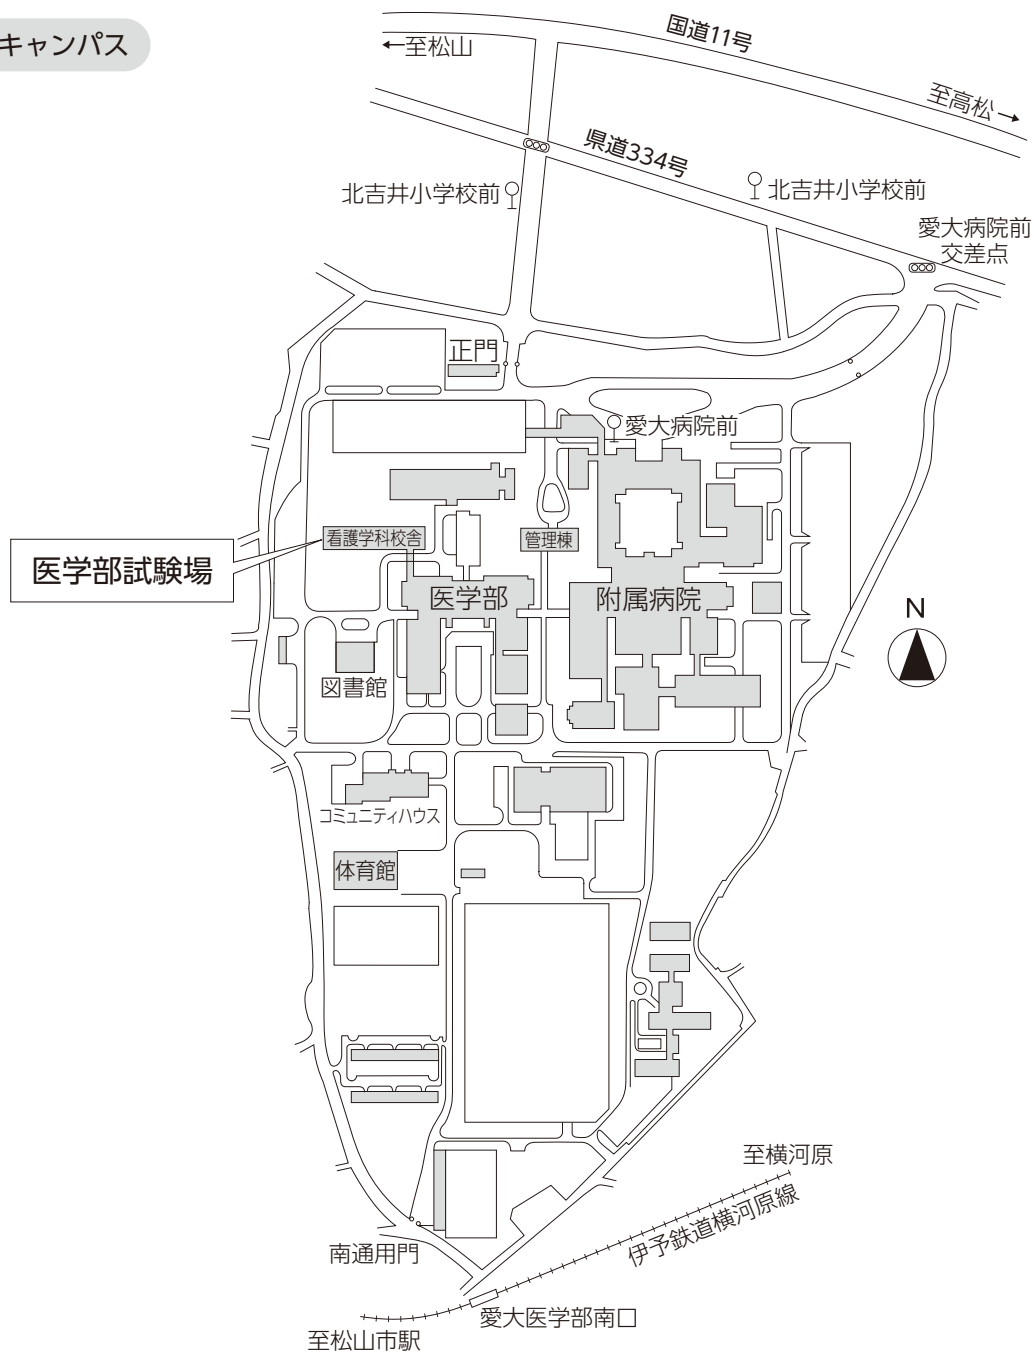 キャンパス
国道11号
←至松山
至高松→
県道334号
北吉井小学校前
北吉井小学校前
愛大病院前
交差点
正門
愛大病院前
看護学科校舎
管理棟
医学部試験場
医学部
附属病院
N
図書館
コミュニティハウス
体育館
至横河原
伊予鉄道横河原線
南通用門
愛大医学部南口
至松山市駅